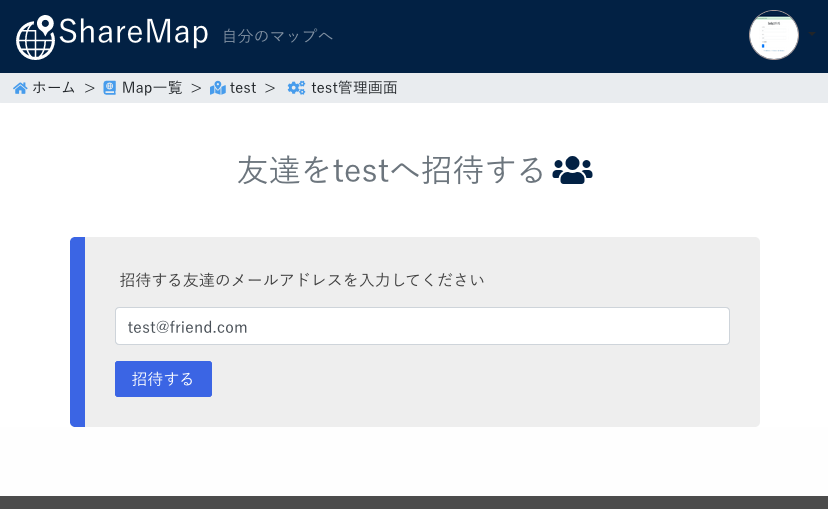 ShareMap 自分のマップへ
ホーム > Map一覧 > test > test管理画面
友達をtestへ招待する
招待する友達のメールアドレスを入力してください
test@friend.com
招待する